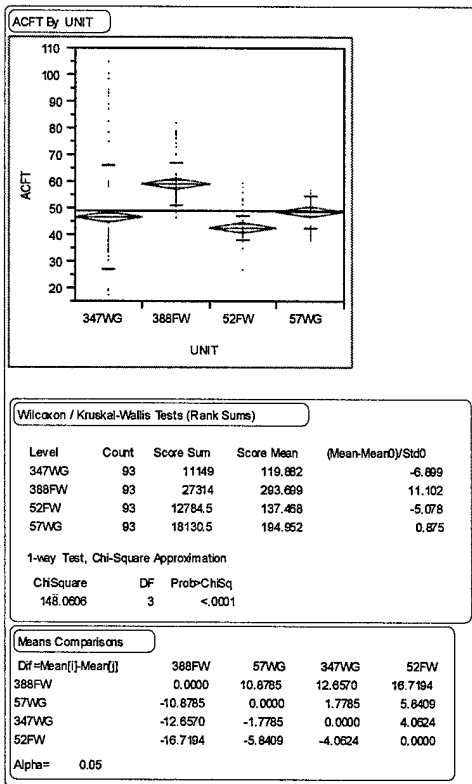 ACFT By UNIT
110
100
90
80
70
60
50
40
30
20
ACFT
347WG 388FW 52FW 57WG
UNIT
Wilcoxon / Kruskal-Wallis Tests (Rank Sums)
Level Count Score Sum Score Mean (Mean-Mean0)/Std0
347WG 93 11149 119.882 -6.899
388FW 93 27314 293.699 11.102
52FW 93 12784.5 137.468 -5.078
57WG 93 18130.5 194.952 0.875
1-way Test, Chi-Square Approximation
ChiSquare DF Prob>ChiSq
148.0606 3 <.0001
Means Comparisons
Dif=Mean[i]-Mean[j] 388FW 57WG 347WG 52FW
388FW 0.0000 10.8785 12.6570 16.7194
57WG -10.8785 0.0000 1.7785 5.8409
347WG -12.6570 -1.7785 0.0000 4.0624
52FW -16.7194 -5.8409 -4.0624 0.0000
Alpha= 0.05